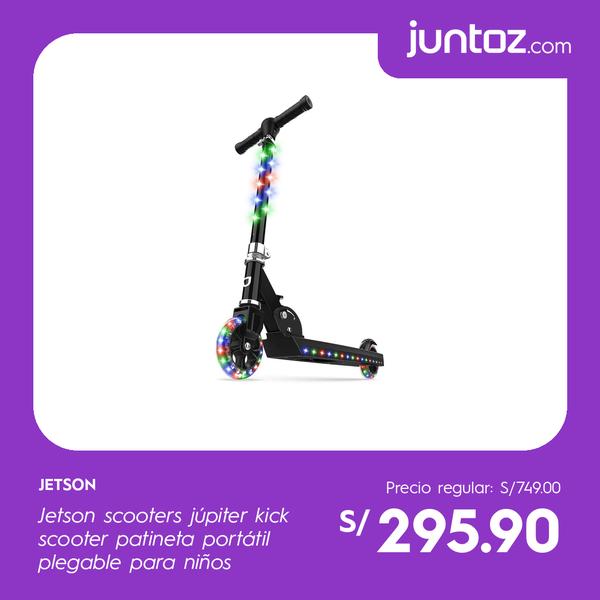 juntoz.com
JETSON
Jetson scooters júpiter kick
scooter patineta portátil
plegable para niños
Precio regular: S/749.00
S/ 295.90